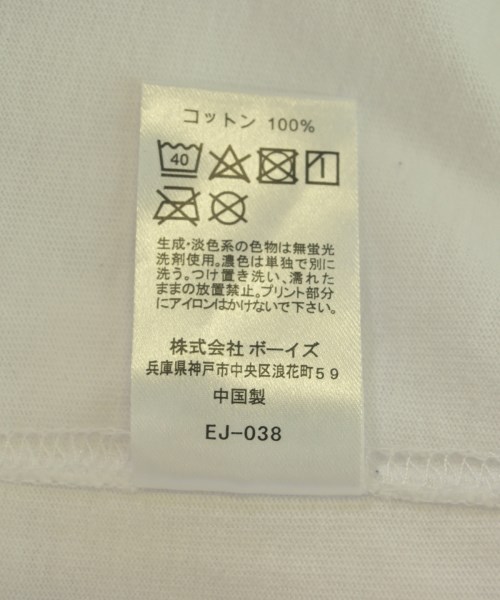 コットン 100%
40
生成・淡色系の色物は無蛍光
洗剤使用。濃色は単独で別に
洗う。つけ置き洗い、濡れた
ままの放置禁止。プリント部分
にアイロンはかけないで下さい。
株式会社 ボーイズ
兵庫県神戸市中央区浪花町59
中国製
EJ-038